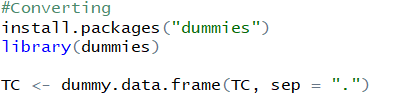 #Converting
install.packages("dummies")
library(dummies)
TC <- dummy.data.frame(TC, sep = ".")